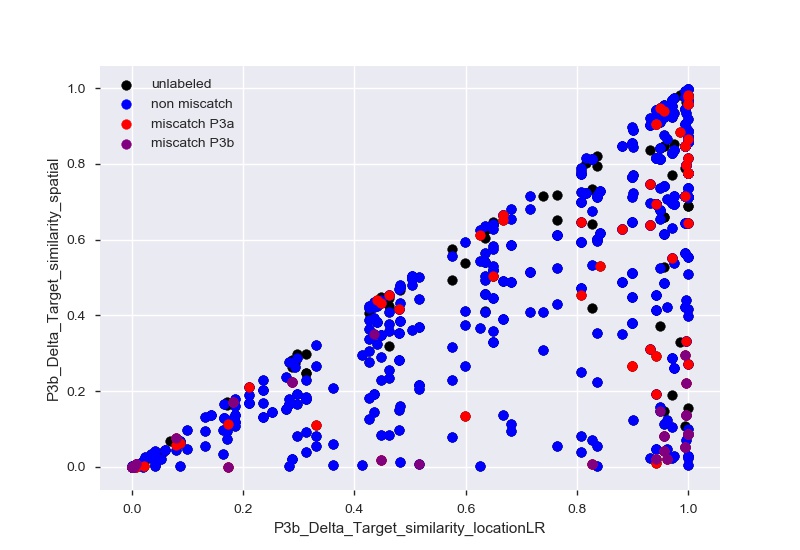 unlabeled
non miscatch
miscatch P3a
miscatch P3b
1.0
0.8
0.6
0.4
0.2
0.0
P3b_Delta_Target_similarity_spatial
0.0 0.2 0.4 0.6 0.8 1.0
P3b_Delta_Target_similarity_locationLR